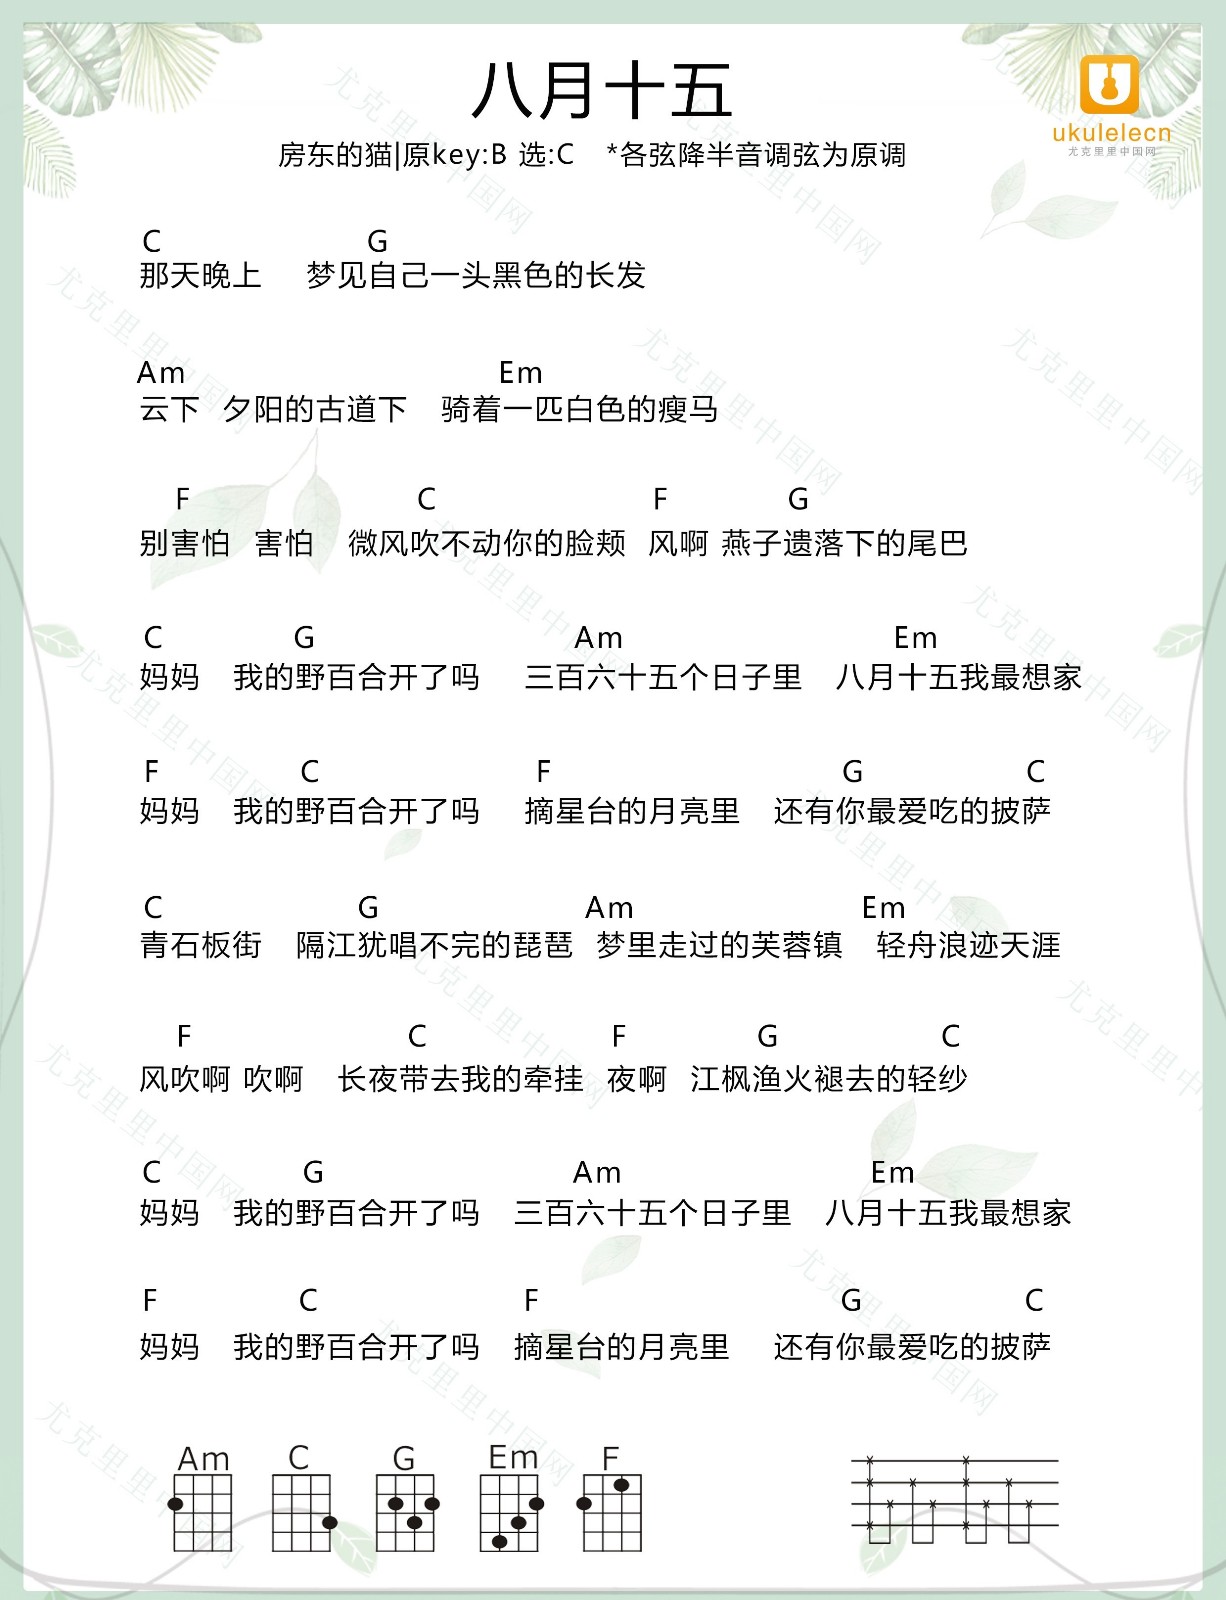 八月十五
房东的猫|原key:B 选:C *各弦降半音调弦为原调
ukulelecn
尤克里里中国网
C G
那天晚上 梦见自己一头黑色的长发
Am Em
云下 夕阳的古道下 骑着一匹白色的瘦马
F C F G
别害怕 害怕 微风吹不动你的脸颊 风啊 燕子遗落下的尾巴
C G Am Em
妈妈 我的野百合开了吗 三百六十五个日子里 八月十五我最想家
F C F G C
妈妈 我的野百合开了吗 摘星台的月亮里 还有你最爱吃的披萨
C G Am Em
青石板街 隔江犹唱不完的琵琶 梦里走过的芙蓉镇 轻舟浪迹天涯
F C F G C
风吹啊 吹啊 长夜带去我的牵挂 夜啊 江枫渔火褪去的轻纱
C G Am Em
妈妈 我的野百合开了吗 三百六十五个日子里 八月十五我最想家
F C F G C
妈妈 我的野百合开了吗 摘星台的月亮里 还有你最爱吃的披萨
Am C G Em F